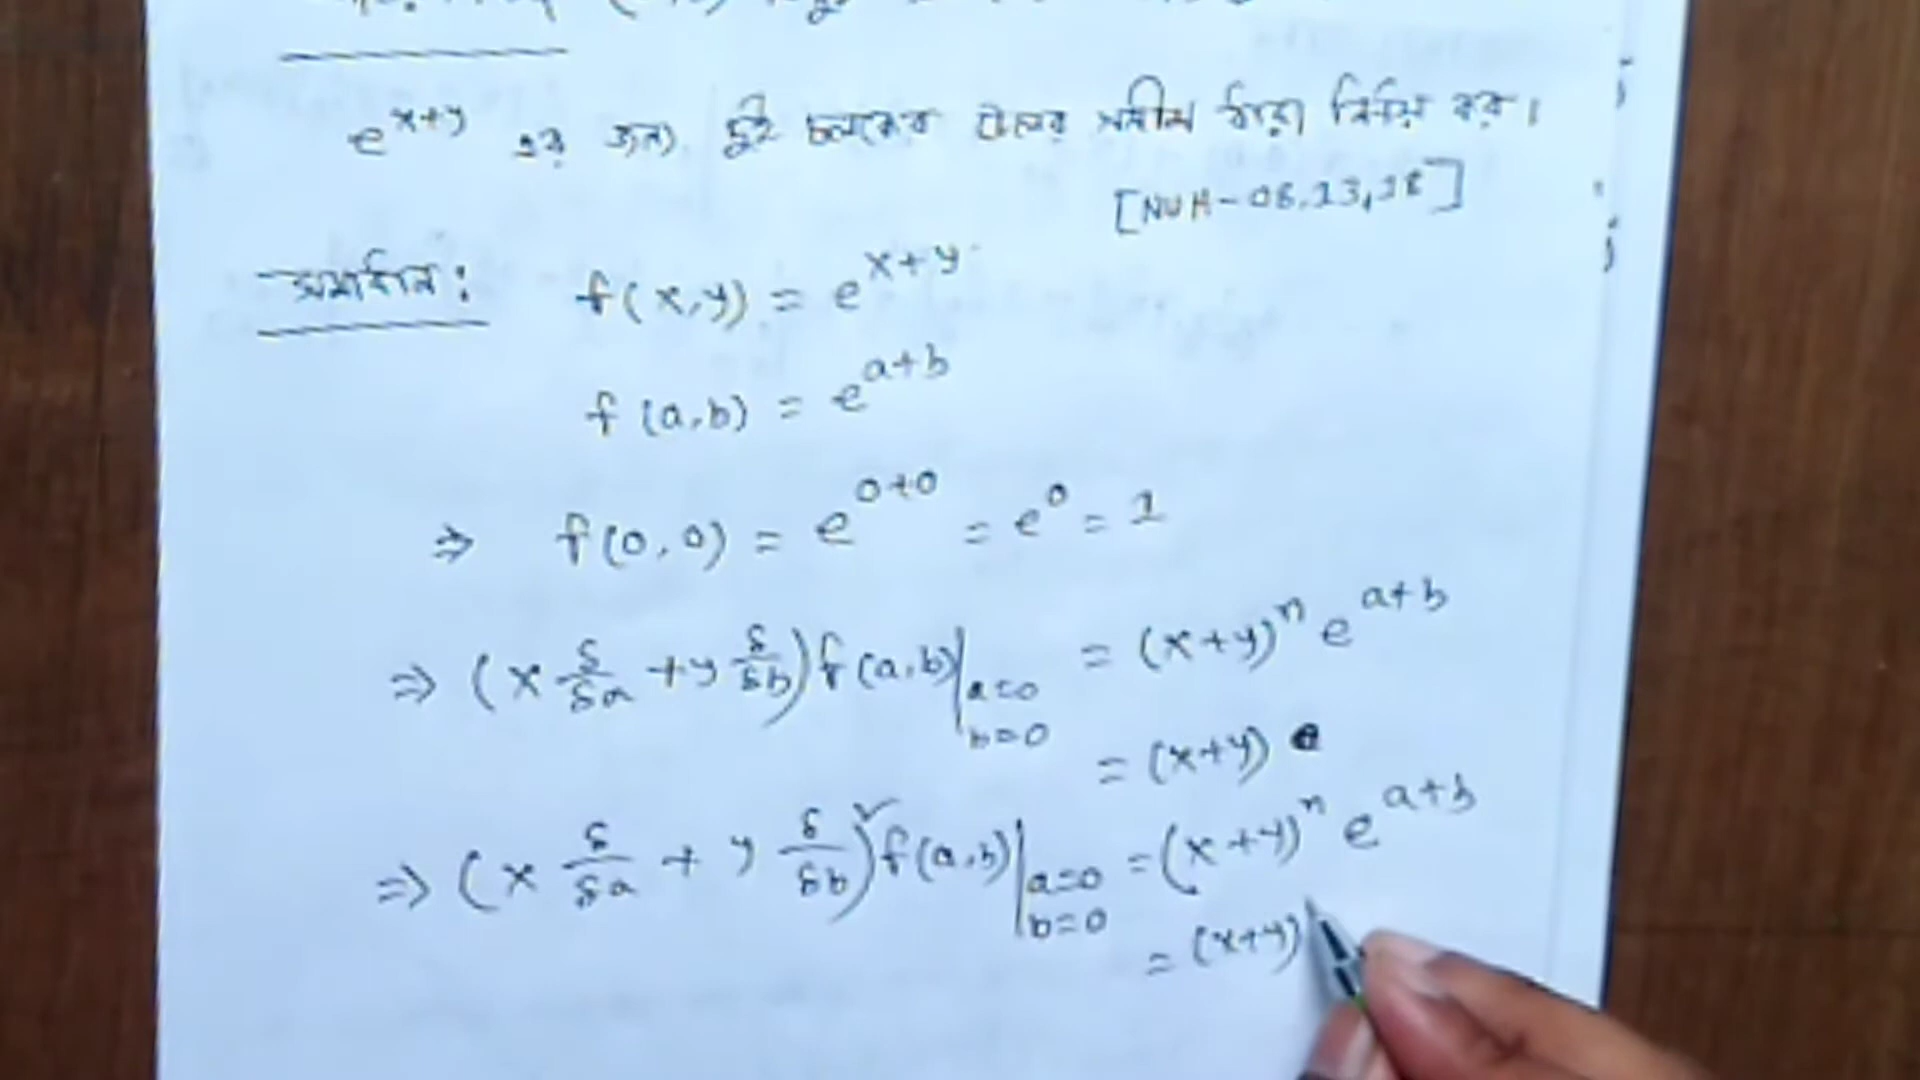 e^{x+y} এর জন্য দুই চলকের টেলর সসীম ধারা নির্ণয় কর।
[NUH-08,13,18]
সমাধান: f(x,y) = e^{x+y}
f(a,b) = e^{a+b}
⇒ f(0,0) = e^{0+0} = e^0 = 1
⇒ (x δ/δa + y δ/δb) f(a,b)|_{a=0 b=0} = (x+y)^n e^{a+b}
= (x+y)
⇒ (x δ/δa + y δ/δb)^2 f(a,b)|_{a=0 b=0} = (x+y)^n e^{a+b}
= (x+y)